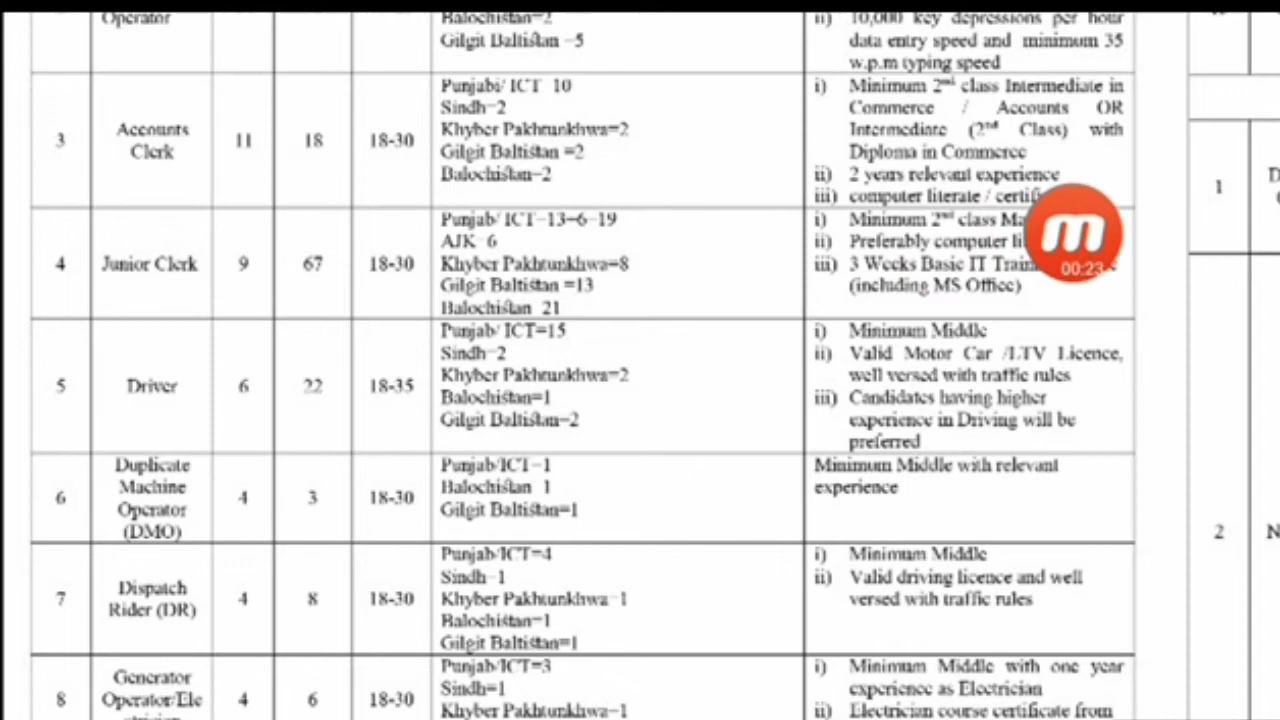 Operator
Balochistan=2
Gilgit Baltistan =5
ii) 10,000 key depressions per hour
data entry speed and minimum 35
w.p.m typing speed
3
Accounts
Clerk
11
18
18-30
Punjab/ ICT=10
Sindh=2
Khyber Pakhtunkhwa=2
Gilgit Baltistan =2
Balochistan=2
i) Minimum 2nd class Intermediate in
Commerce / Accounts OR
Intermediate (2nd Class) with
Diploma in Commerce
ii) 2 years relevant experience
iii) computer literate / certif
4
Junior Clerk
9
67
18-30
Punjab/ ICT=13+6=19
AJK=6
Khyber Pakhtunkhwa=8
Gilgit Baltistan =13
Balochistan=21
i) Minimum 2nd class Ma
ii) Preferably computer li
iii) 3 Weeks Basic IT Train
(including MS Office)
m
00:23
5
Driver
6
22
18-35
Punjab/ ICT=15
Sindh=2
Khyber Pakhtunkhwa=2
Balochistan=1
Gilgit Baltistan=2
i) Minimum Middle
ii) Valid Motor Car /LTV Licence,
well versed with traffic rules
iii) Candidates having higher
experience in Driving will be
preferred
6
Duplicate
Machine
Operator
(DMO)
4
3
18-30
Punjab/ICT=1
Balochistan=1
Gilgit Baltistan=1
Minimum Middle with relevant
experience
7
Dispatch
Rider (DR)
4
8
18-30
Punjab/ICT=4
Sindh=1
Khyber Pakhtunkhwa=1
Balochistan=1
Gilgit Baltistan=1
i) Minimum Middle
ii) Valid driving licence and well
versed with traffic rules
8
Generator
Operator/Ele
4
6
18-30
Punjab/ICT=3
Sindh=1
Khyber Pakhtunkhwa=1
i) Minimum Middle with one year
experience as Electrician
ii) Electrician course certificate from
1
D
2
N